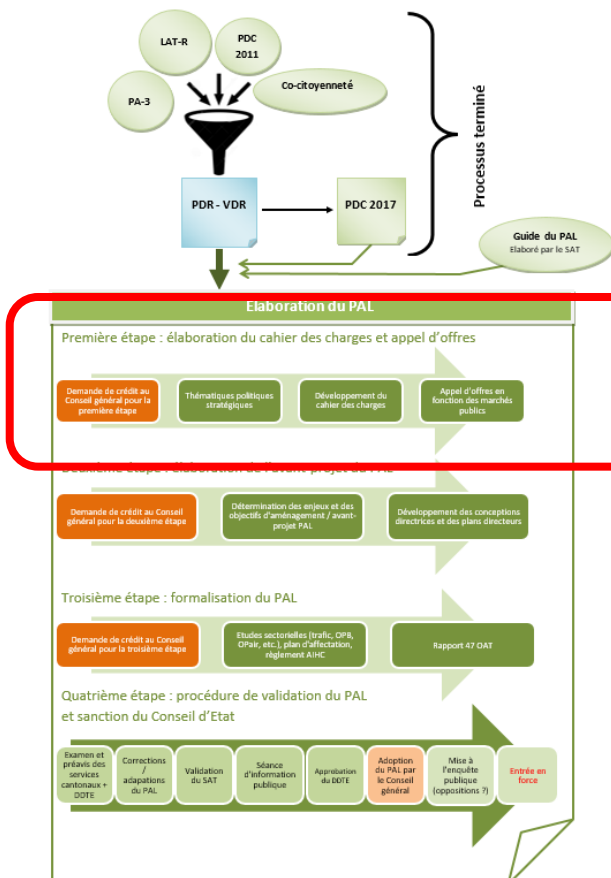 LAT-R
PDC
2011
PA-3
Co-citoyenneté
Processus terminé
PDR - VDR
PDC 2017
Guide du PAL
Elaboré par le SAT
Elaboration du PAL
Première étape : élaboration du cahier des charges et appel d'offres
Demande de crédit au
Conseil général pour la
première étape
Thématiques politiques
stratégiques
Développement du
cahier des charges
Appel d'offres en
fonction des marchés
publics
Deuxième étape : élaboration de l'avant-projet du PAL
Demande de crédit au Conseil
général pour la deuxième étape
Détermination des enjeux et des
objectifs d'aménagement / avant-
projet PAL
Développement des conceptions
directrices et des plans directeurs
Troisième étape : formalisation du PAL
Demande de crédit au Conseil
général pour la troisième étape
Etudes sectorielles (trafic, OPB,
OPair, etc.), plan d'affectation,
règlement AIHC
Rapport 47 OAT
Quatrième étape : procédure de validation du PAL
et sanction du Conseil d'Etat
Examen et
préavis des
services
cantonaux +
DDTE
Corrections
/
adapations
du PAL
Validation
du SAT
Séance
d'information
publique
Approbation
du DDTE
Adoption
du PAL par
le Conseil
général
Mise à
l'enquête
publique
(oppositions ?)
Entrée en
force